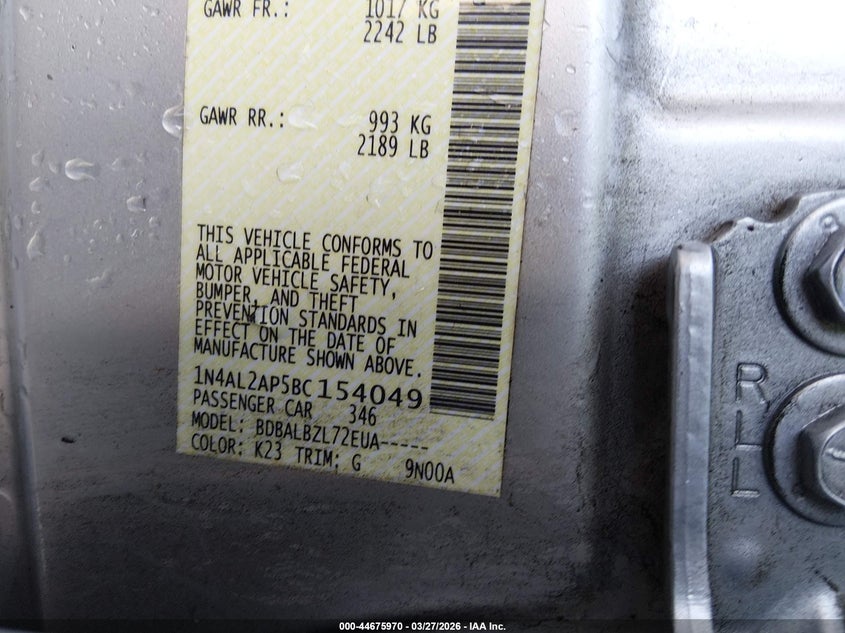 GAWR FR.: 1017 KG
2242 LB
GAWR RR.: 993 KG
2189 LB
THIS VEHICLE CONFORMS TO
ALL APPLICABLE FEDERAL
MOTOR VEHICLE SAFETY,
BUMPER, AND THEFT
PREVENTION STANDARDS IN
EFFECT ON THE DATE OF
MANUFACTURE SHOWN ABOVE.
1N4AL2AP5BC154049
PASSENGER CAR 346
MODEL: BDBALBZL72EUA-----
COLOR: K23 TRIM: G 9N00A
RLL
000-44675970 - 03/27/2026 - IAA Inc.